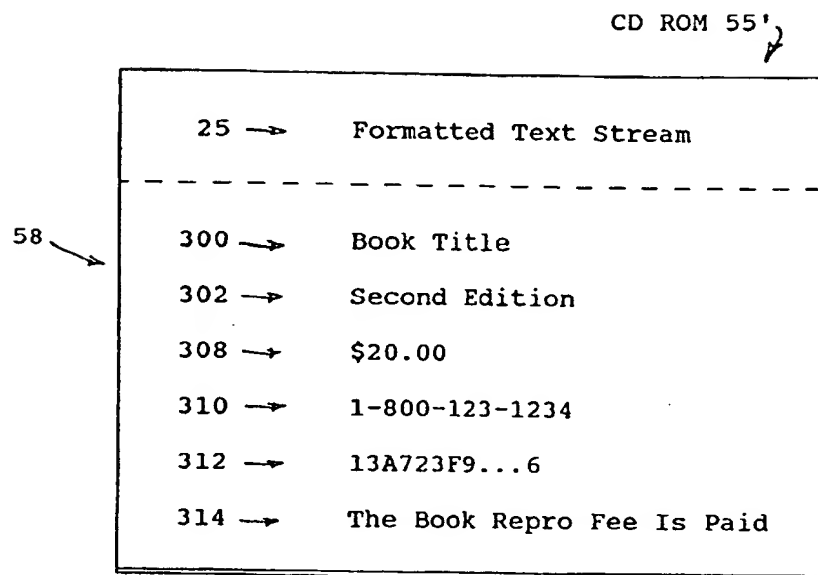 CD ROM 55'
25 → Formatted Text Stream
58
300 → Book Title
302 → Second Edition
308 → $20.00
310 → 1-800-123-1234
312 → 13A723F9...6
314 → The Book Repro Fee Is Paid